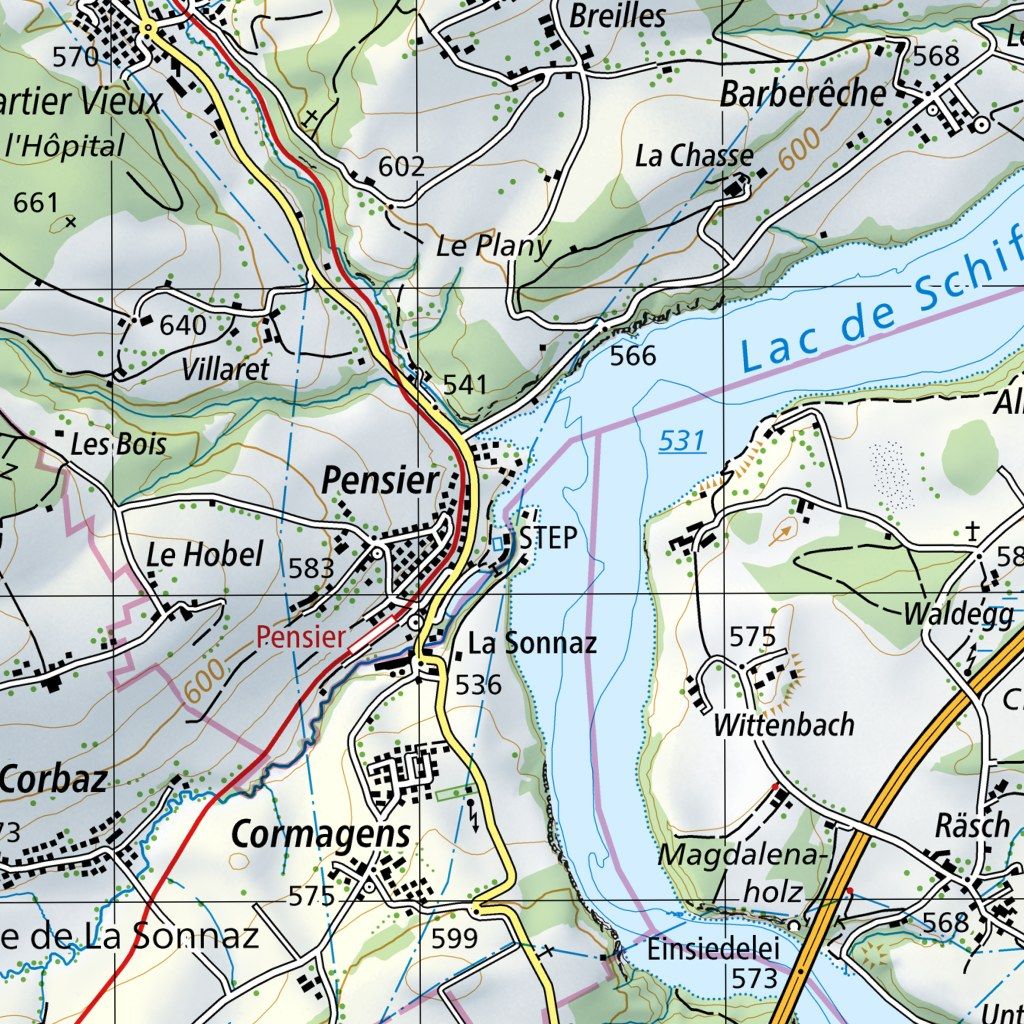 Breilles
570
568
Le
Barberêche
artier Vieux
l'Hôpital
La Chasse
600
602
661
Le Plany
Lac de Schif
640
566
Villaret
541
Al
Les Bois
531
Pensier
STEP
Le Hobel
583
58
Waldegg
Pensier
La Sonnaz
575
600
536
C
Wittenbach
Corbaz
73
Cormagens
Räsch
Magdalena-
holz
575
568
e de La Sonnaz
599
Einsiedelei
573
Unt